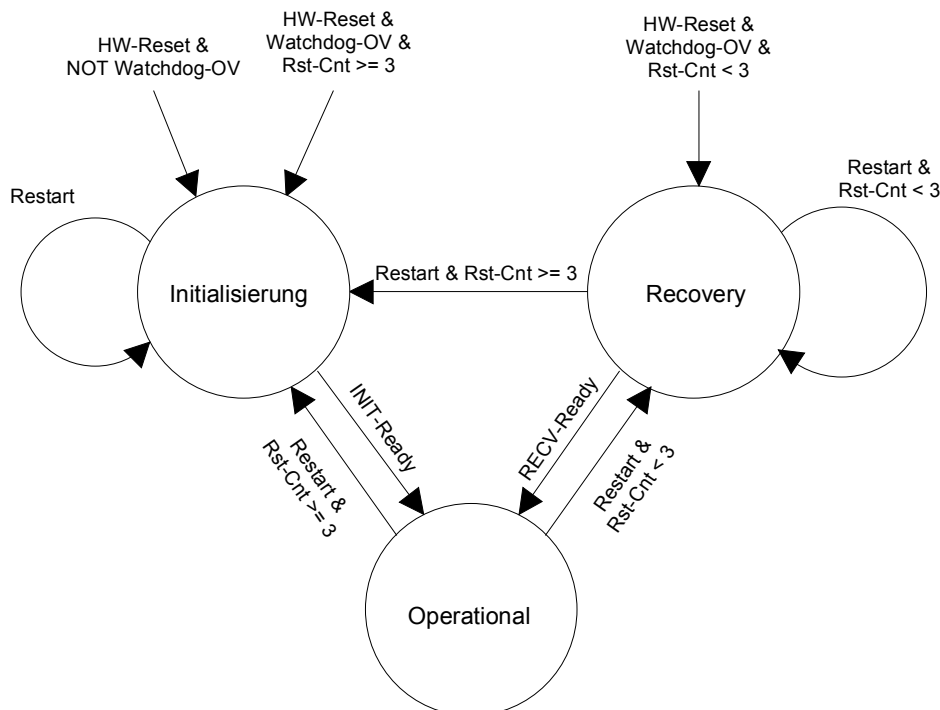 HW-Reset &
NOT Watchdog-OV
HW-Reset &
Watchdog-OV &
Rst-Cnt >= 3
HW-Reset &
Watchdog-OV &
Rst-Cnt < 3
Restart
Restart &
Rst-Cnt < 3
Initialisierung
Restart & Rst-Cnt >= 3
Recovery
INIT-Ready
Restart &
Rst-Cnt >= 3
RECV-Ready
Restart &
Rst-Cnt < 3
Operational